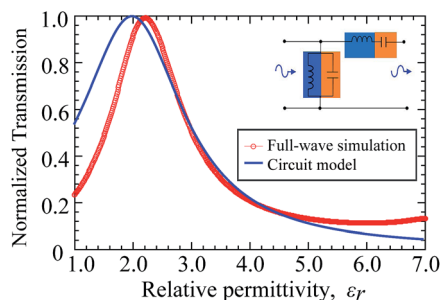 Normalized Transmission
1.0
0.8
0.6
0.4
0.2
0
Full-wave simulation
Circuit model
1.0 2.0 3.0 4.0 5.0 6.0 7.0
Relative permittivity, εr